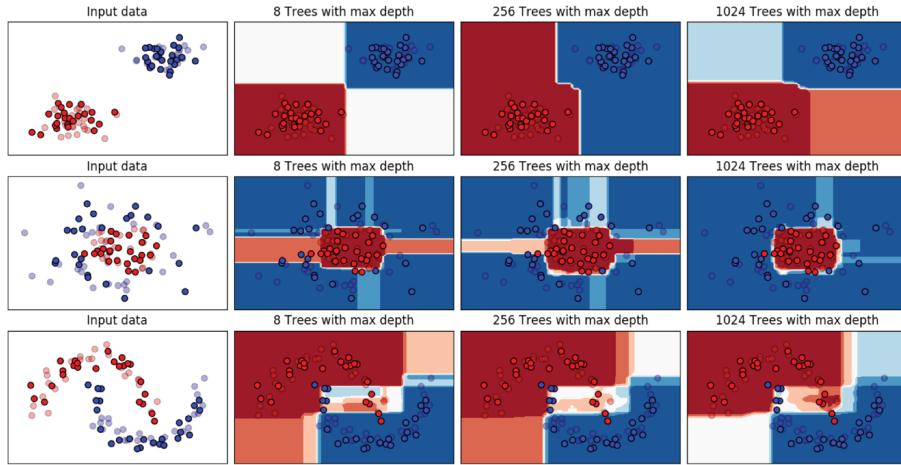 Input data
8 Trees with max depth
256 Trees with max depth
1024 Trees with max depth
Input data
8 Trees with max depth
256 Trees with max depth
1024 Trees with max depth
Input data
8 Trees with max depth
256 Trees with max depth
1024 Trees with max depth